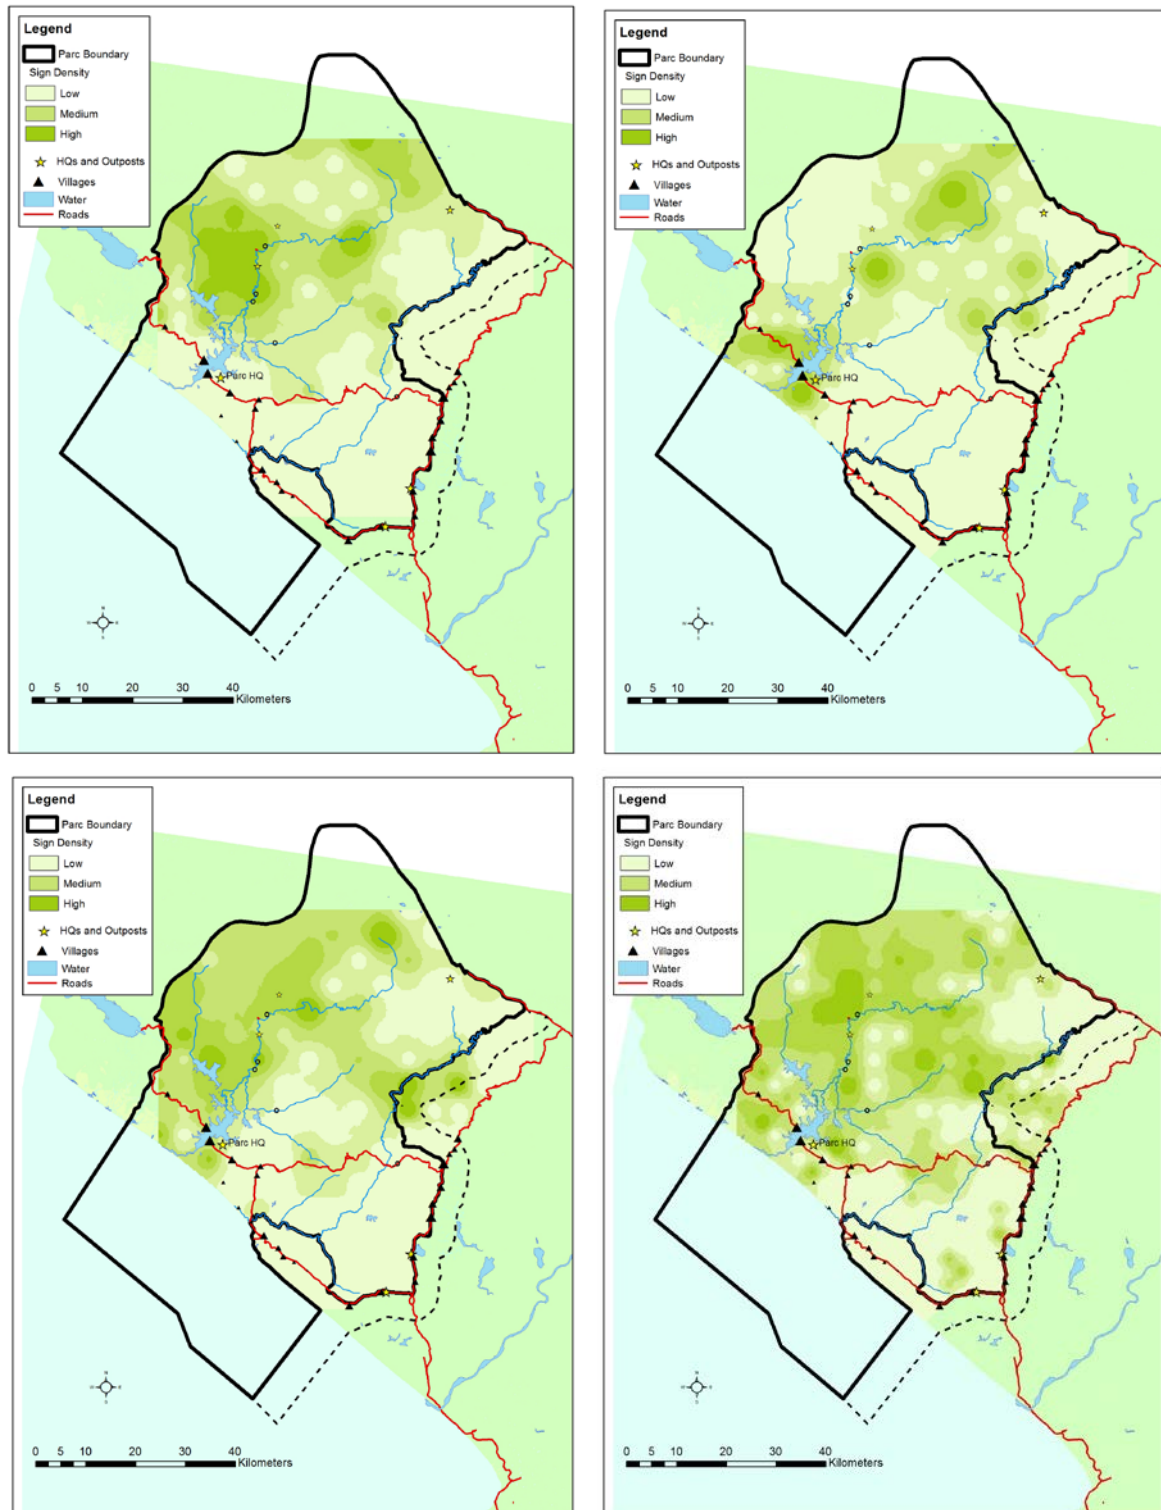 Legend
Parc Boundary
Sign Density
Low
Medium
High
HQs and Outposts
Villages
Water
Roads
Parc HQ
N
S
0 5 10 20 30 40
Kilometers
Legend
Parc Boundary
Sign Density
Low
Medium
High
HQs and Outposts
Villages
Water
Roads
Parc HQ
N
S
0 5 10 20 30 40
Kilometers
Legend
Parc Boundary
Sign Density
Low
Medium
High
HQs and Outposts
Villages
Water
Roads
Parc HQ
N
S
0 5 10 20 30 40
Kilometers
Legend
Parc Boundary
Sign Density
Low
Medium
High
HQs and Outposts
Villages
Water
Roads
Parc HQ
N
S
0 5 10 20 30 40
Kilometers